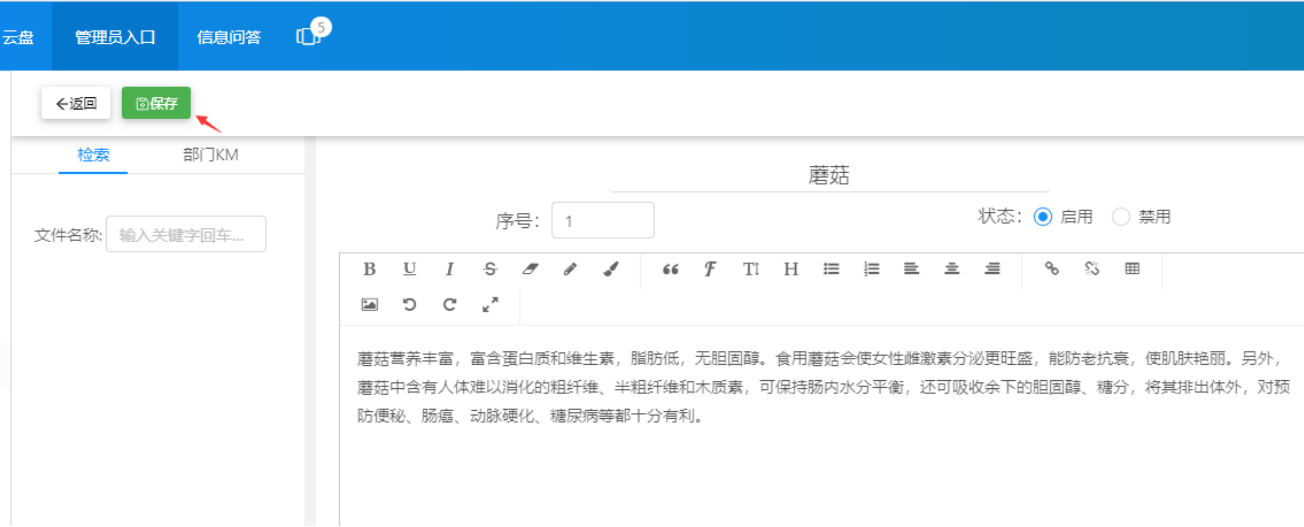 云盘 管理员入口 信息问答 5
返回 保存
检索 部门KM
蘑菇
序号： 1 状态： 启用 禁用
文件名称: 输入关键字回车...
蘑菇营养丰富，富含蛋白质和维生素，脂肪低，无胆固醇。食用蘑菇会使女性雌激素分泌更旺盛，能防老抗衰，使肌肤艳丽。另外，
蘑菇中含有人体难以消化的粗纤维、半粗纤维和木质素，可保持肠内水分平衡，还可吸收余下的胆固醇、糖分，将其排出体外，对预
防便秘、肠癌、动脉硬化、糖尿病等都十分有利。